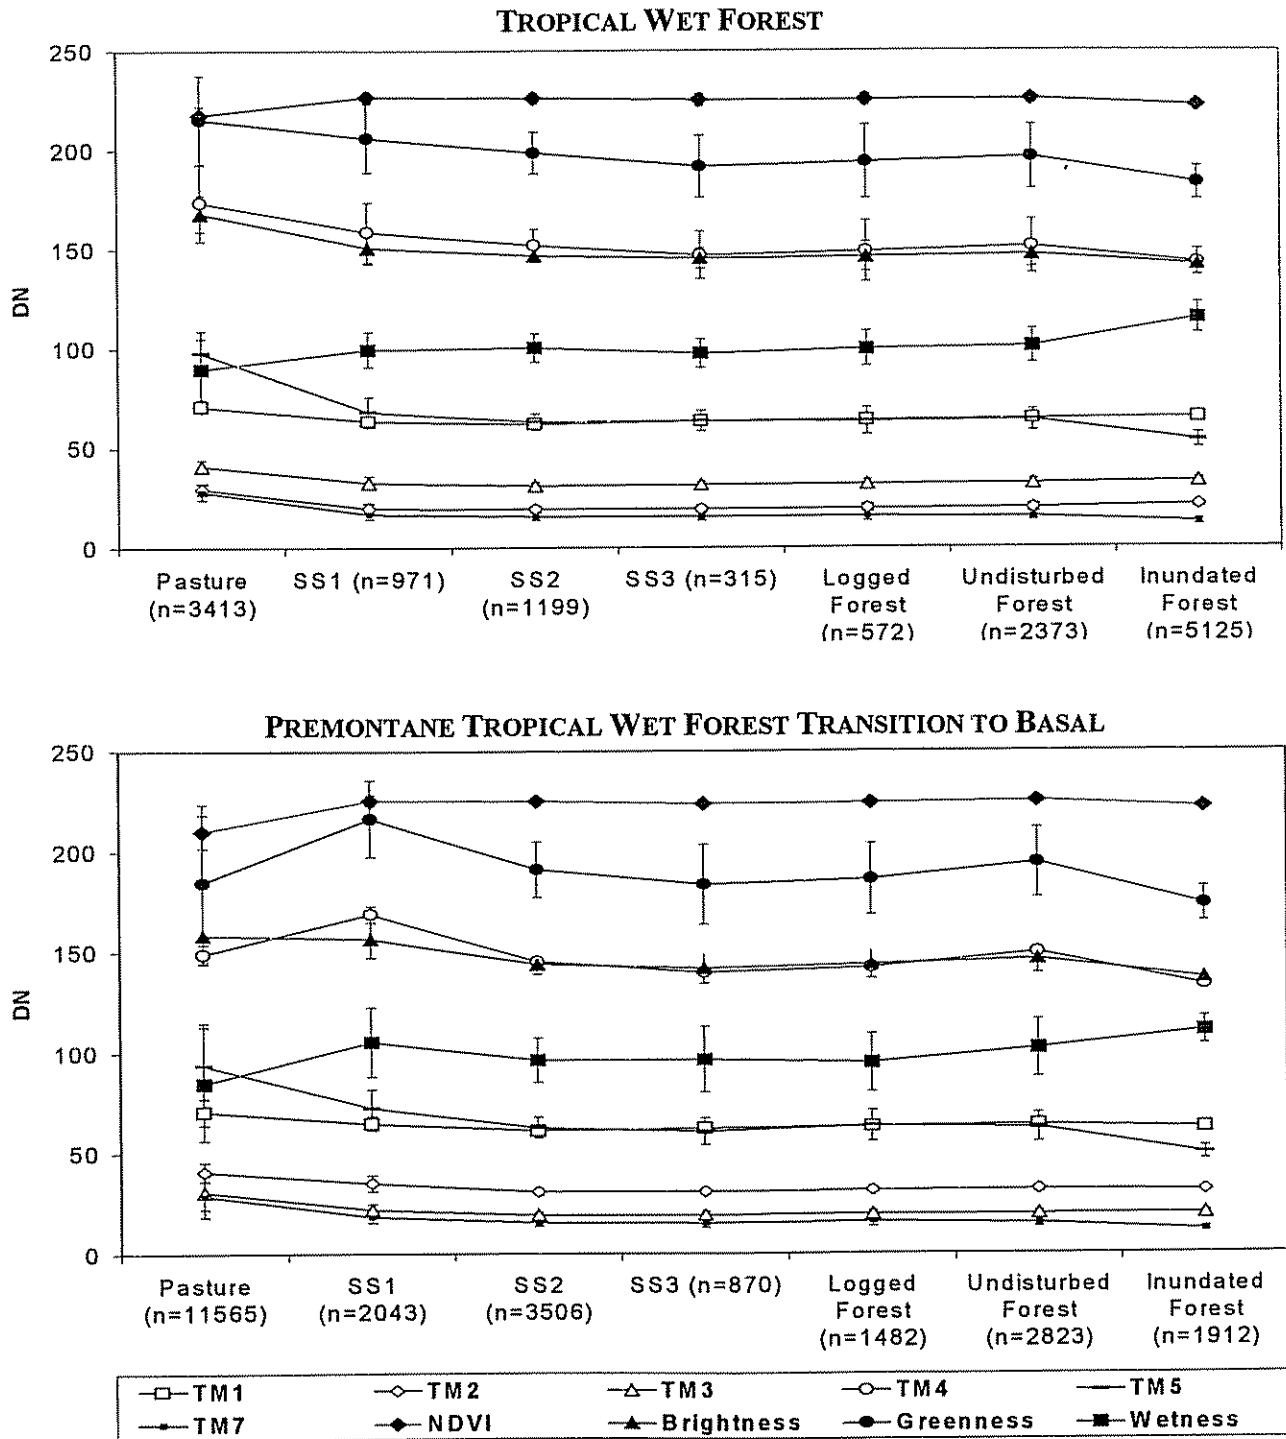 TROPICAL WET FOREST
250
200
150
100
50
0
DN
Pasture
(n=3413)
SS1 (n=971)
SS2
(n=1199)
SS3 (n=315)
Logged
Forest
(n=572)
Undisturbed
Forest
(n=2373)
Inundated
Forest
(n=5125)
PREMONTANE TROPICAL WET FOREST TRANSITION TO BASAL
250
200
150
100
50
0
DN
Pasture
(n=11565)
SS1
(n=2043)
SS2
(n=3506)
SS3 (n=870)
Logged
Forest
(n=1482)
Undisturbed
Forest
(n=2823)
Inundated
Forest
(n=1912)
TM1 TM2 TM3 TM4 TM5
TM7 NDVI Brightness Greenness Wetness